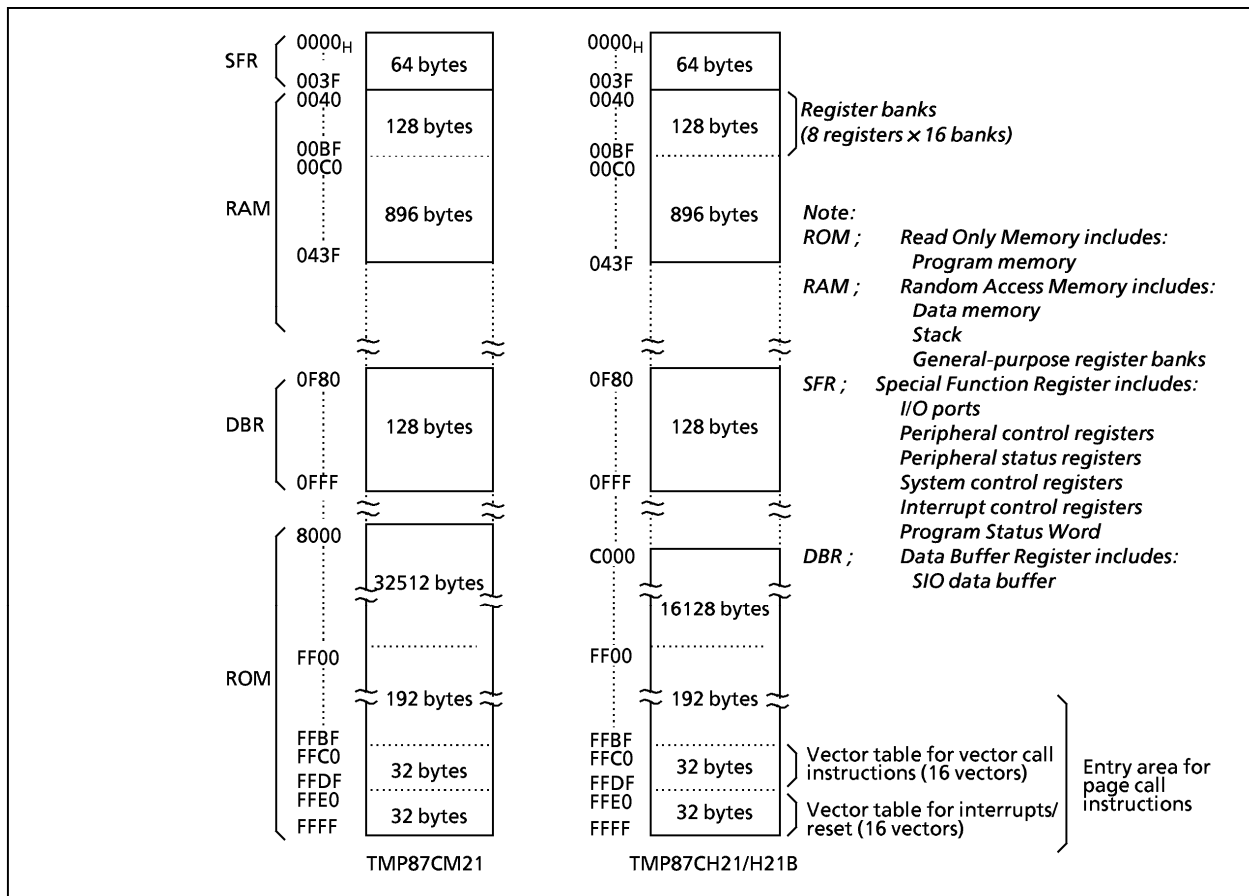 SFR
RAM
DBR
ROM
0000H
003F
0040
00BF
00C0
043F
0F80
0FFF
8000
FF00
FFBF
FFC0
FFDF
FFE0
FFFF
64 bytes
128 bytes
896 bytes
128 bytes
32512 bytes
192 bytes
32 bytes
32 bytes
TMP87CM21
0000H
003F
0040
00BF
00C0
043F
0F80
0FFF
C000
FF00
FFBF
FFC0
FFDF
FFE0
FFFF
64 bytes
128 bytes
896 bytes
128 bytes
16128 bytes
192 bytes
32 bytes
32 bytes
TMP87CH21/H21B
Register banks
(8 registers × 16 banks)
Note:
ROM ; Read Only Memory includes:
Program memory
RAM ; Random Access Memory includes:
Data memory
Stack
General-purpose register banks
SFR ; Special Function Register includes:
I/O ports
Peripheral control registers
Peripheral status registers
System control registers
Interrupt control registers
Program Status Word
DBR ; Data Buffer Register includes:
SIO data buffer
Vector table for vector call
instructions (16 vectors)
Vector table for interrupts/
reset (16 vectors)
Entry area for
page call
instructions